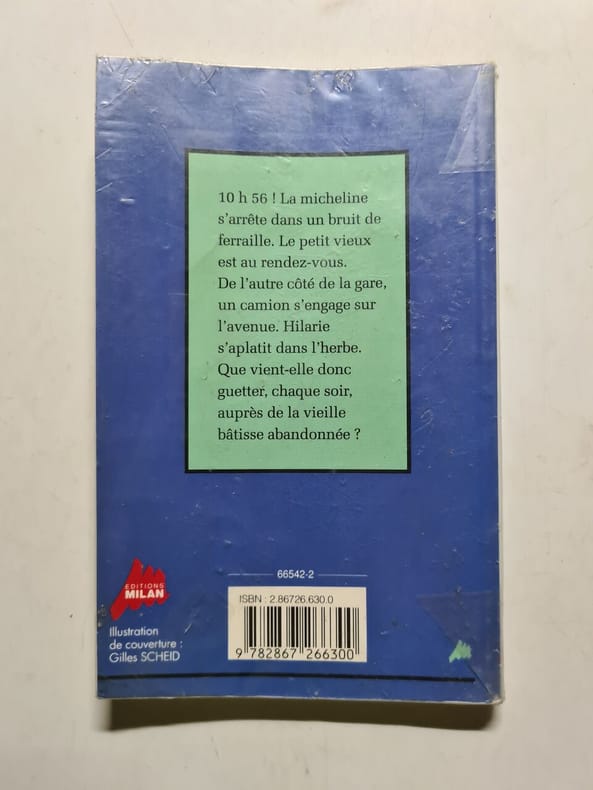 10 h 56 ! La micheline
s'arrête dans un bruit de
ferraille. Le petit vieux
est au rendez-vous.
De l'autre côté de la gare,
un camion s'engage sur
l'avenue. Hilarie
s'aplatit dans l'herbe.
Que vient-elle donc
guetter, chaque soir,
auprès de la vieille
bâtisse abandonnée ?
EDITIONS
MILAN
Illustration
de couverture :
Gilles SCHEID
66542-2
ISBN : 2.86726.630.0
9 782867 266300